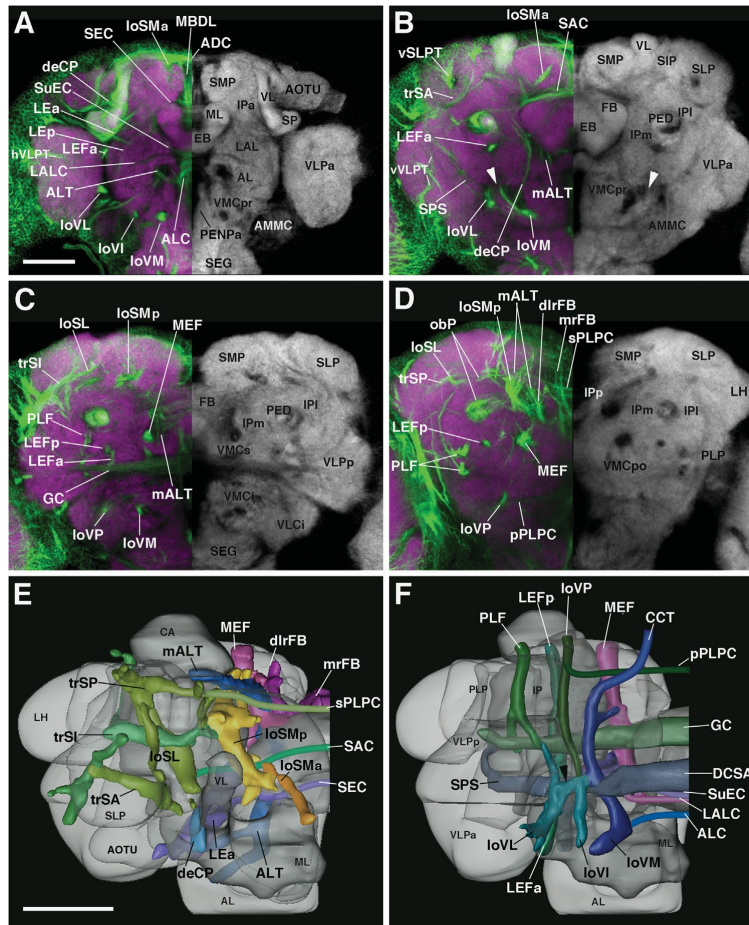 A
SEC
loSMa
MBDL
ADC
deCP
SuEC
LEa
LEp
LEFa
hVLPT
LALC
ALT
loVL
loVI
loVM
ALC
SMP
AOTU
VL
IPa
ML
SP
EB
LAL
AL
VLPa
VMCpr
PENPa
AMMC
SEG
B
loSMa
SAC
vSLPT
trSA
LEFa
vVLPT
SPS
loVL
deCP
loVM
mALT
VL
SMP
SIP
SLP
FB
EB
PED
IPl
IPm
VLPa
VMCpr
AMMC
C
loSMp
loSL
MEF
trSI
PLF
LEFp
LEFa
GC
mALT
loVP
loVM
SMP
SLP
FB
PED
IPl
IPm
VMCs
VLPp
VMCi
VLCi
SEG
D
mALT
loSMp
dlrFB
obP
mrFB
loSL
sPLPC
trSP
LEFp
PLF
MEF
loVP
pPLPC
SMP
SLP
LH
IPp
IPm
IPl
VMCpo
PLP
E
MEF
CA
dlrFB
mALT
mrFB
trSP
sPLPC
LH
trSI
loSMp
SAC
loSL
loSMa
VL
SEC
trSA
SLP
AOTU
LEa
deCP
ALT
ML
AL
F
loVP
LEFp
MEF
PLF
CCT
pPLPC
PLP
IP
GC
VLPp
DCSA
SPS
SuEC
LALC
VLPa
ALC
loVL
ML
loVI
loVM
LEFa
AL